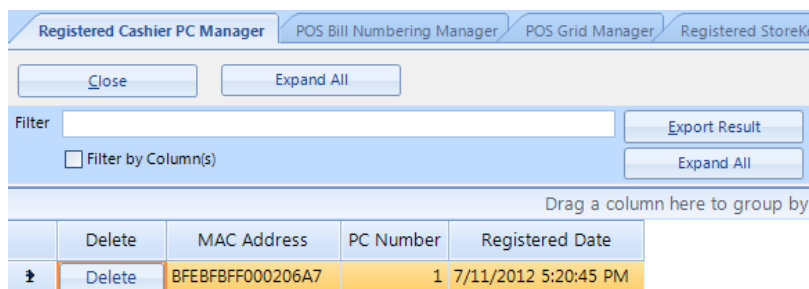 Registered Cashier PC Manager POS Bill Numbering Manager POS Grid Manager Registered StoreKe
Close Expand All
Filter Export Result
Filter by Column(s) Expand All
Drag a column here to group by
Delete MAC Address PC Number Registered Date
Delete BFEBFBFF000206A7 1 7/11/2012 5:20:45 PM